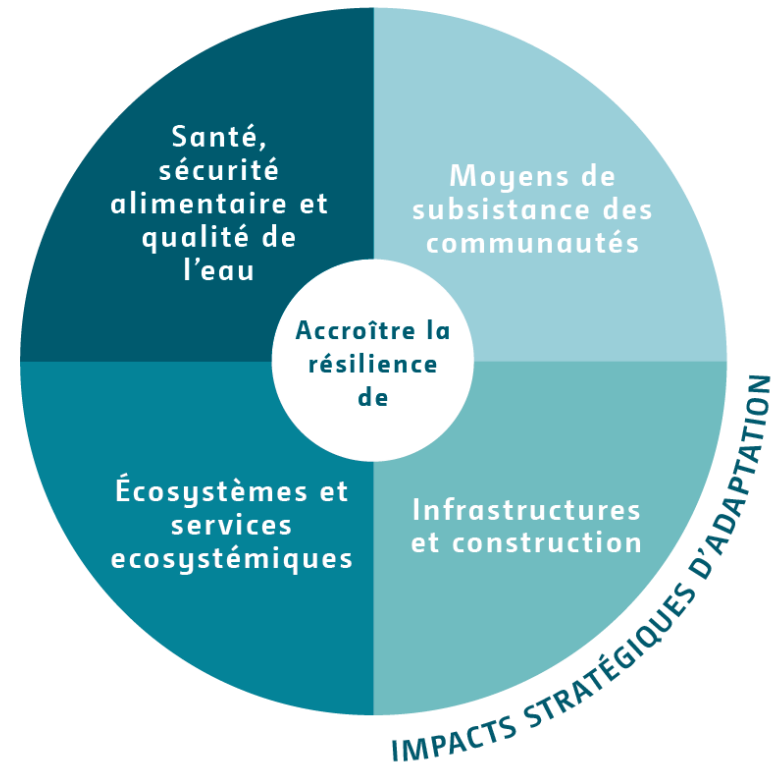 Santé,
sécurité
alimentaire et
qualité de
l'eau
Moyens de
subsistance des
communautés
Accroître la
résilience
de
Écosystèmes et
services
ecosystémiques
Infrastructures
et construction
IMPACTS STRATÉGIQUES D'ADAPTATION